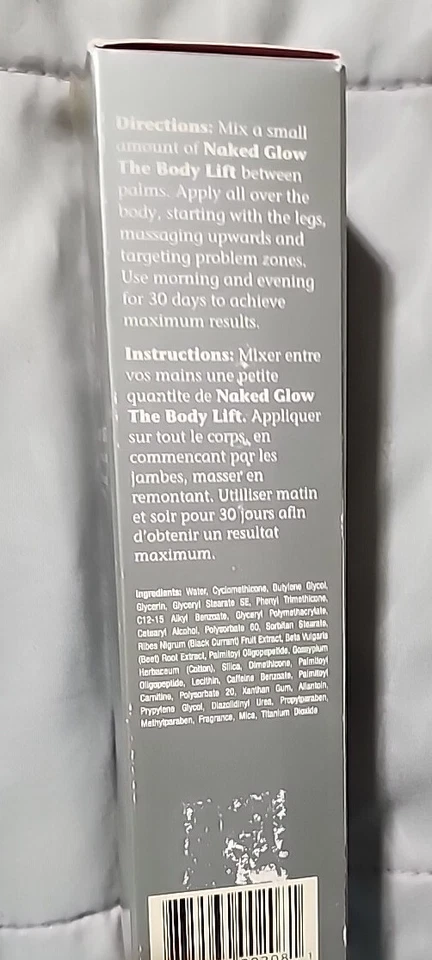 Directions: Mix a small
amount of Naked Glow
The Body Lift between
palms. Apply all over the
body, starting with the legs,
massaging upwards and
targeting problem zones.
Use morning and evening
for 30 days to achieve
maximum results.
Instructions: Mixer entre
vos mains une petite
quantite de Naked Glow
The Body Lift. Appliquer
sur tout le corps, en
commencant par les
jambes, masser en
remontant. Utilliser matin
et soir pour 30 jours afin
d'obtenir un resultat
maximum.
Ingredients: Water, Cyclomethicone, Butylene Glycol,
Glycerin, Glyceryl Stearate SE, Phenyl Trimethicone,
C12-15 Alkyl Benzoate, Glyceryl Polymethacrylate,
Cetearyl Alcohol, Polysorbate 60, Sorbitan Stearate,
Ribes Nigrum (Black Currant) Fruit Extract, Beta Vulgaris
(Beet) Root Extract, Palmitoyl Oligopeptide, Gossypium
Herbaceum (Cotton), Silica, Dimethicone, Palmitoyl
Oligopeptide, Lecithin, Caffeine Benzoate, Palmitoyl
Carnitine, Polysorbate 20, Xanthan Gum, Allantoin,
Prypylene Glycol, Diazolidinyl Urea, Propylparaben,
Methylparaben, Fragrance, Mica, Titanium Dioxide